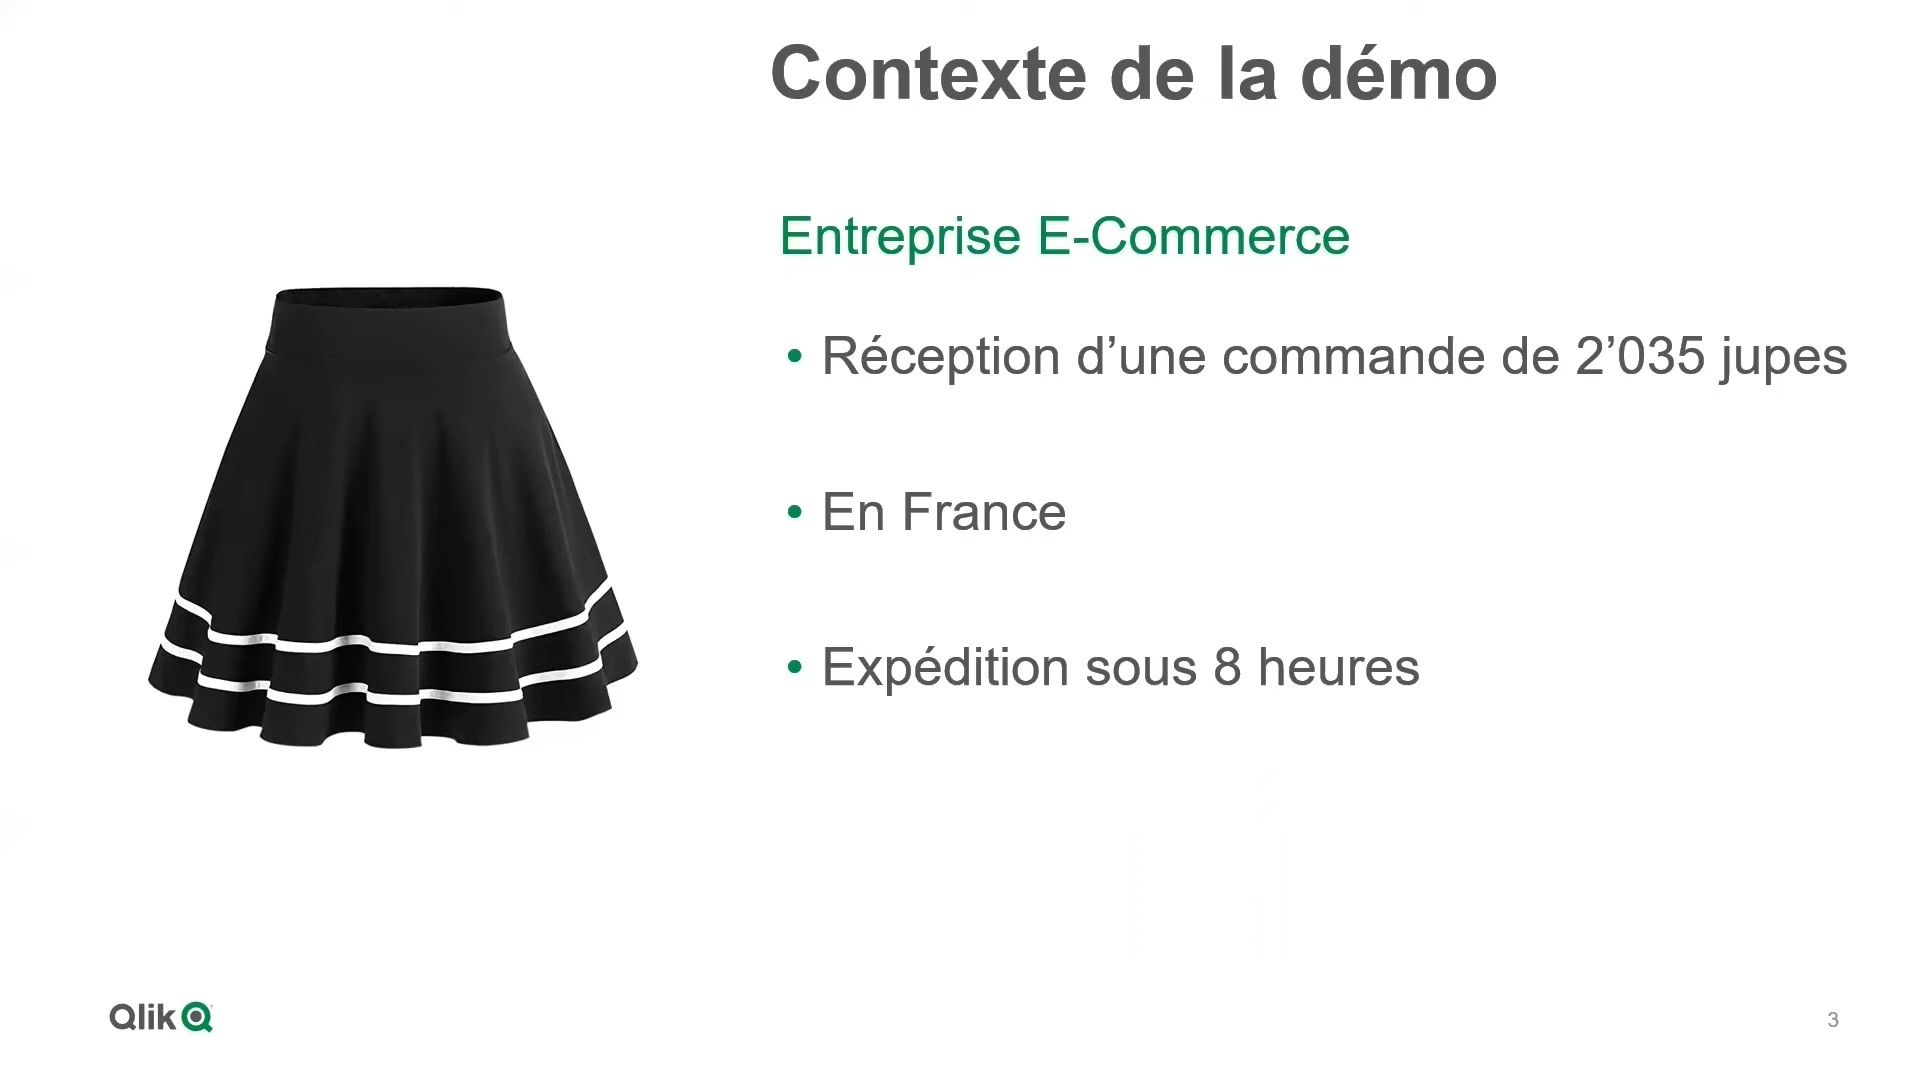 Contexte de la démo
Entreprise E-Commerce
• Réception d’une commande de 2’035 jupes
• En France
• Expédition sous 8 heures
Qlik
3